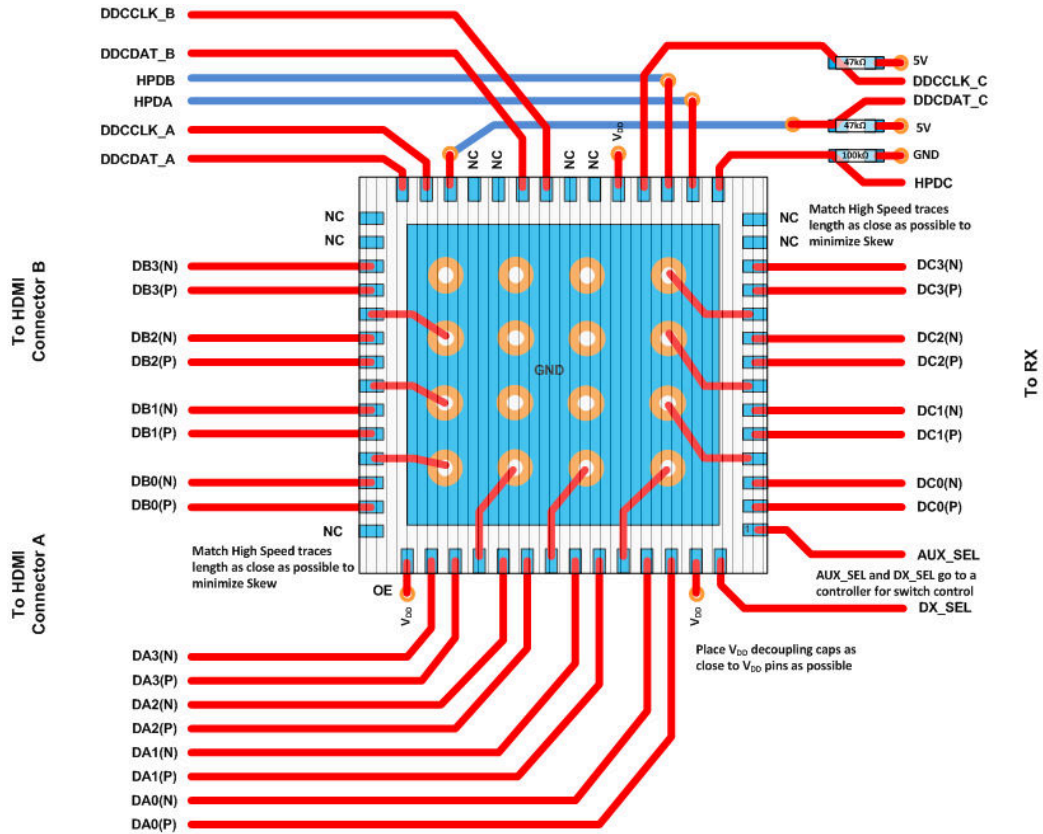 DDCCLK_B
DDCDAT_B
HPDB
HPDA
DDCCLK_A
DDCDAT_A
47kΩ
5V
DDCCLK_C
DDCDAT_C
47kΩ
5V
100kΩ
GND
HPDC
NC
NC
NC
NC
VDD
NC
NC
NC
NC
Match High Speed traces
length as close as possible to
minimize Skew
To HDMI
Connector B
DB3(N)
DB3(P)
DB2(N)
DB2(P)
DB1(N)
DB1(P)
DB0(N)
DB0(P)
NC
GND
DC3(N)
DC3(P)
DC2(N)
DC2(P)
DC1(N)
DC1(P)
DC0(N)
DC0(P)
To RX
AUX_SEL
AUX_SEL and DX_SEL go to a
controller for switch control
DX_SEL
To HDMI
Connector A
Match High Speed traces
length as close as possible to
minimize Skew
OE
VDD
VDD
Place VDD decoupling caps as
close to VDD pins as possible
DA3(N)
DA3(P)
DA2(N)
DA2(P)
DA1(N)
DA1(P)
DA0(N)
DA0(P)